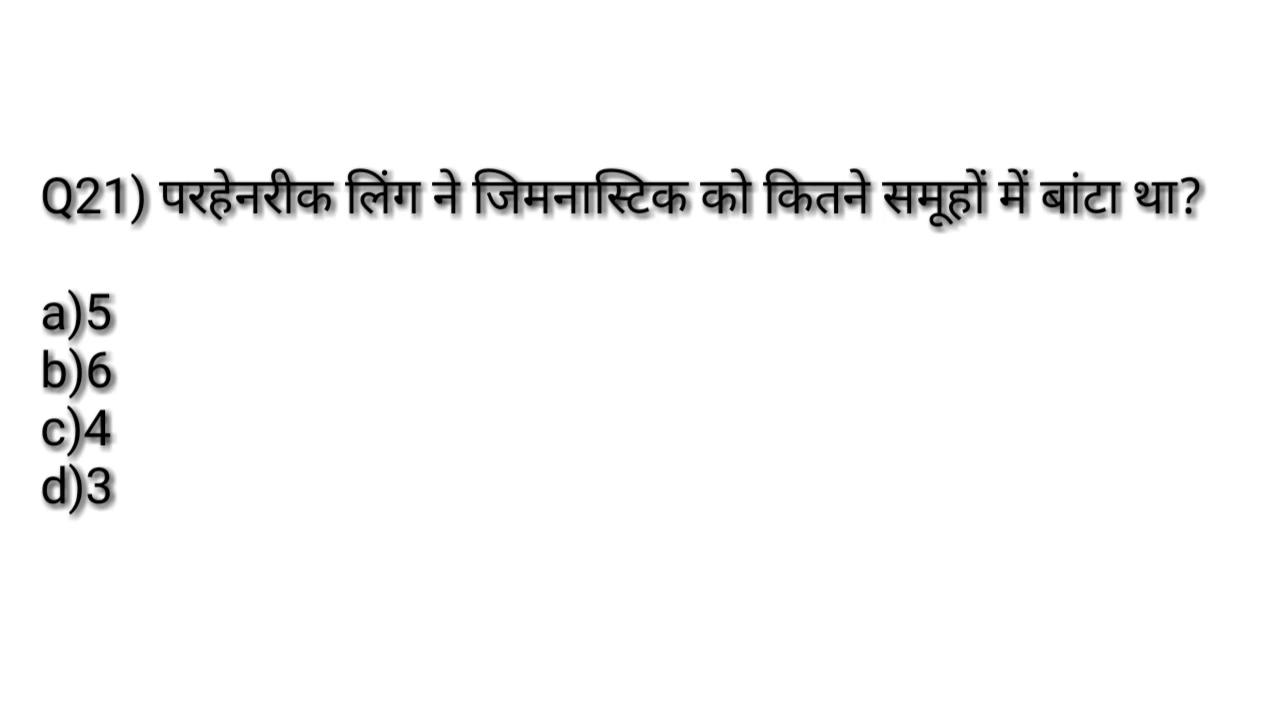 Q21) परहेनरीक लिंग ने जिमनास्टिक को कितने समूहों में बांटा था?
a)5
b)6
c)4
d)3